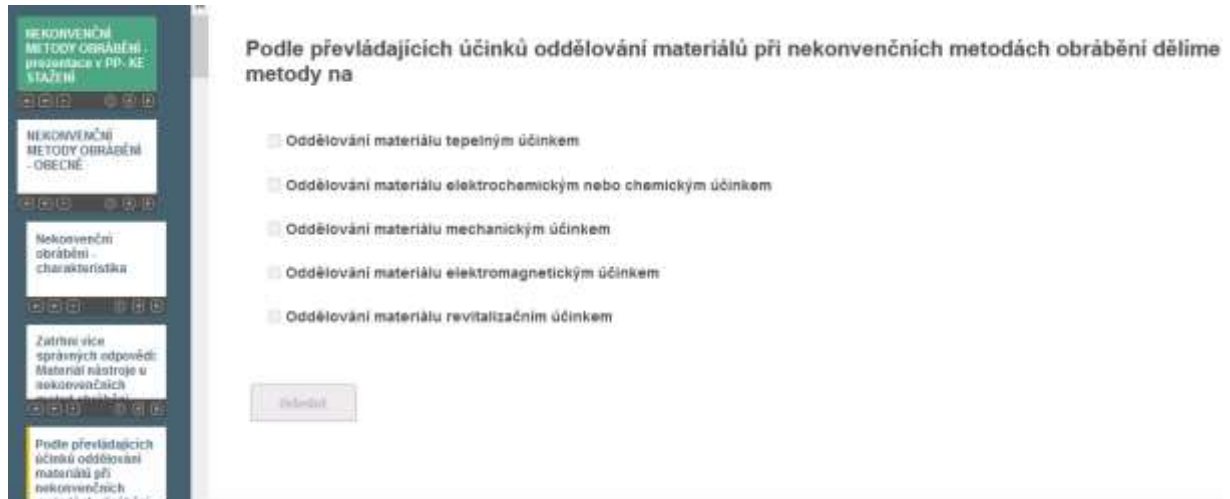 NEKONVENČNÍ
METODY OBRÁBĚNÍ -
prezentace v PP- KE
STAŽENÍ
NEKONVENČNÍ
METODY OBRÁBĚNÍ
- OBECNĚ
Nekonvenční
obrábění -
charakteristika
Zatrhni více
správných odpovědí:
Materiál nástroje u
nekonvenčních
metod obrábění
Podle převládajících
účinků oddělování
materiálů při
nekonvenčních
Podle převládajících účinků oddělování materiálů při nekonvenčních metodách obrábění dělíme
metody na
Oddělování materiálu tepelným účinkem
Oddělování materiálu elektrochemickým nebo chemickým účinkem
Oddělování materiálu mechanickým účinkem
Oddělování materiálu elektromagnetickým účinkem
Oddělování materiálu revitalizačním účinkem